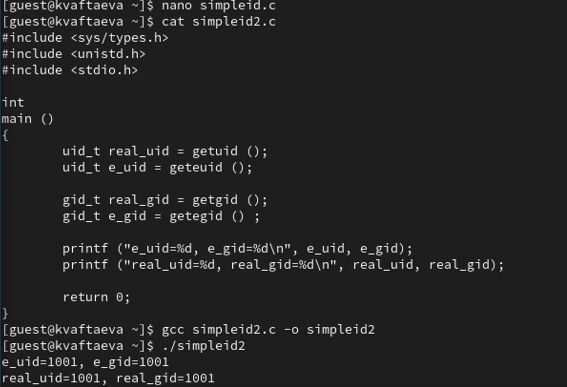 [guest@kvaftaeva ~]$ nano simpleid.c
[guest@kvaftaeva ~]$ cat simpleid2.c
#include <sys/types.h>
#include <unistd.h>
#include <stdio.h>

int
main ()
{
        uid_t real_uid = getuid ();
        uid_t e_uid = geteuid ();

        gid_t real_gid = getgid ();
        gid_t e_gid = getegid () ;

        printf ("e_uid=%d, e_gid=%d\n", e_uid, e_gid);
        printf ("real_uid=%d, real_gid=%d\n", real_uid, real_gid);

        return 0;
}
[guest@kvaftaeva ~]$ gcc simpleid2.c -o simpleid2
[guest@kvaftaeva ~]$ ./simpleid2
e_uid=1001, e_gid=1001
real_uid=1001, real_gid=1001